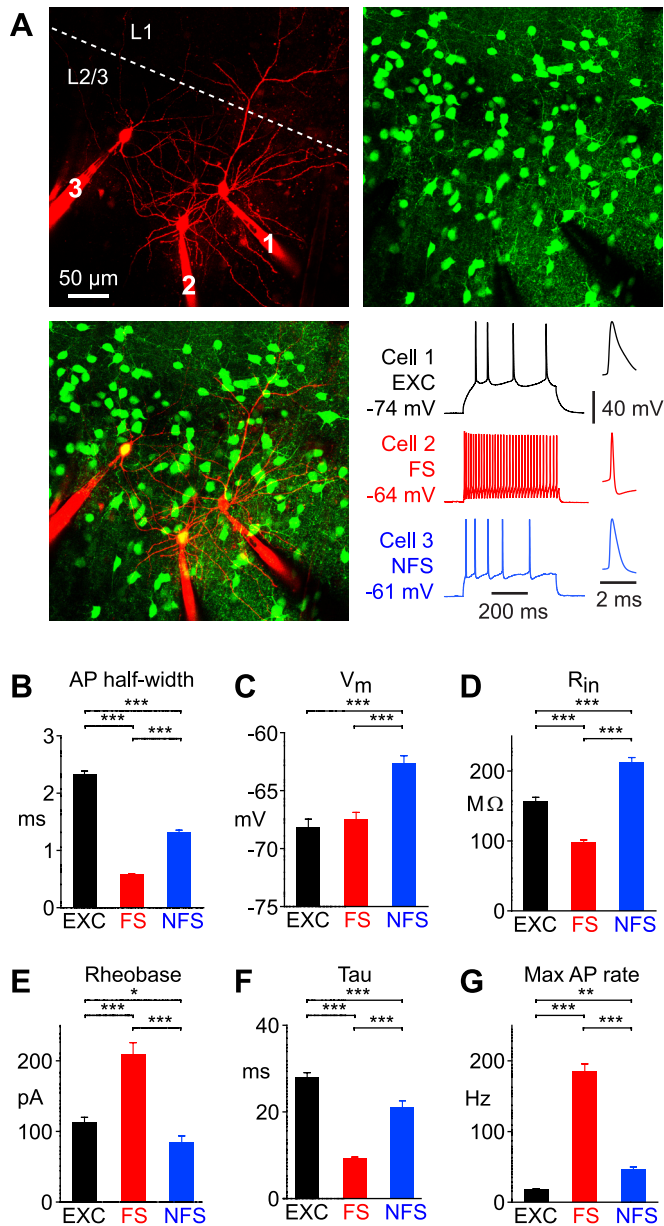 A
L1
L2/3
3
1
2
50 µm
Cell 1
EXC
-74 mV
40 mV
Cell 2
FS
-64 mV
Cell 3
NFS
-61 mV
200 ms
2 ms
B AP half-width
***
*** ***
3
2
ms
1
0
EXC FS NFS
C Vm
***
***
-60
-65
mV
-70
-75
EXC FS NFS
D Rin
***
*** ***
200
MΩ
100
0
EXC FS NFS
E Rheobase
*
*** ***
200
pA
100
0
EXC FS NFS
F Tau
***
*** ***
40
ms
20
0
EXC FS NFS
G Max AP rate
**
*** ***
200
150
Hz
100
50
0
EXC FS NFS